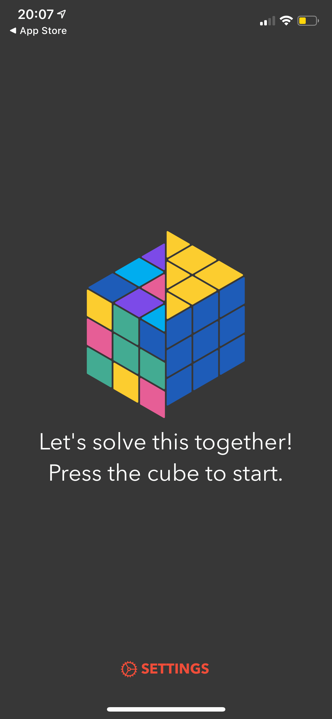 20:07
◀ App Store
Let's solve this together!
Press the cube to start.
SETTINGS